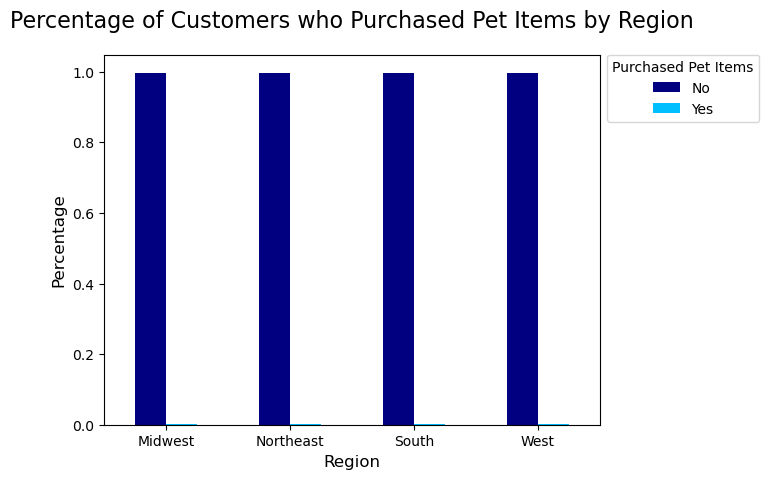 Percentage of Customers who Purchased Pet Items by Region
Purchased Pet Items
No
Yes
Percentage
1.0
0.8
0.6
0.4
0.2
0.0
Midwest Northeast South West
Region